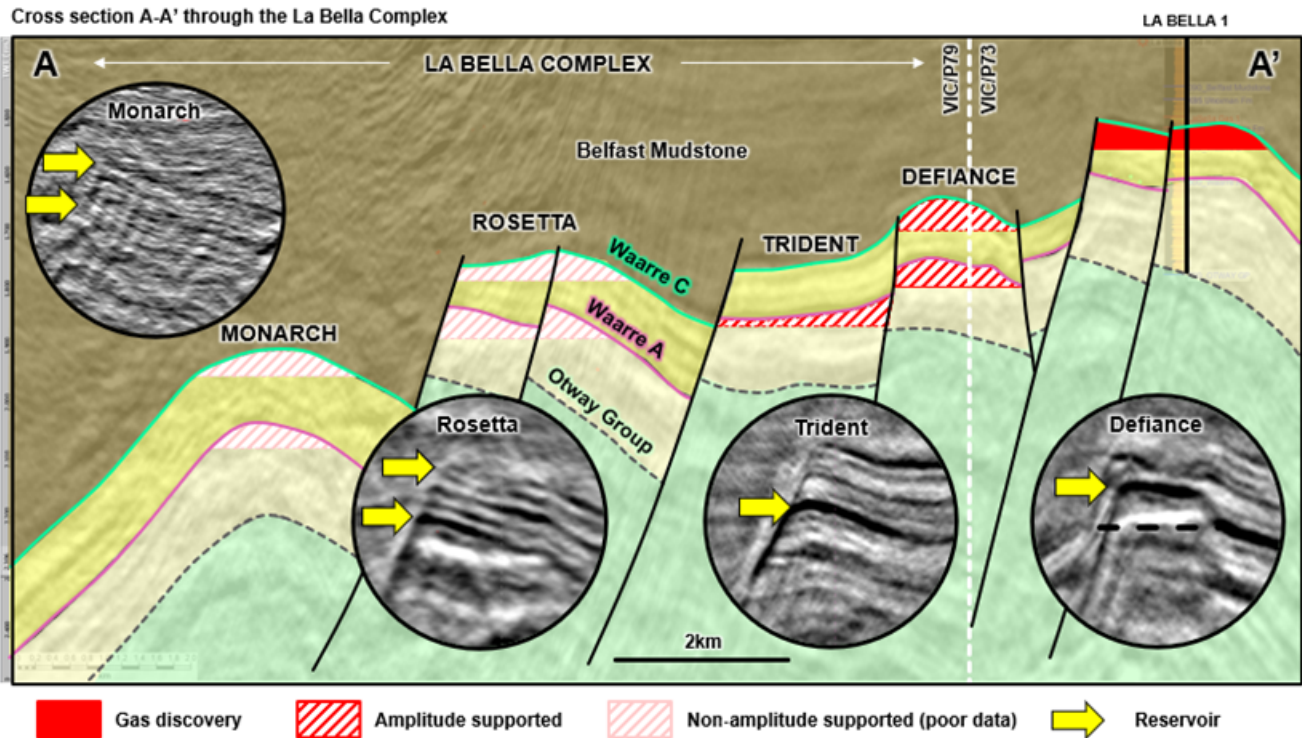 Cross section A-A' through the La Bella Complex
LA BELLA 1
A
LA BELLA COMPLEX
VIC/P79
VIC/P73
A'
Monarch
Belfast Mudstone
DEFIANCE
ROSETTA
TRIDENT
Waarre C
MONARCH
Waarre A
Otway Group
Rosetta
Trident
Defiance
2km
Gas discovery
Amplitude supported
Non-amplitude supported (poor data)
Reservoir